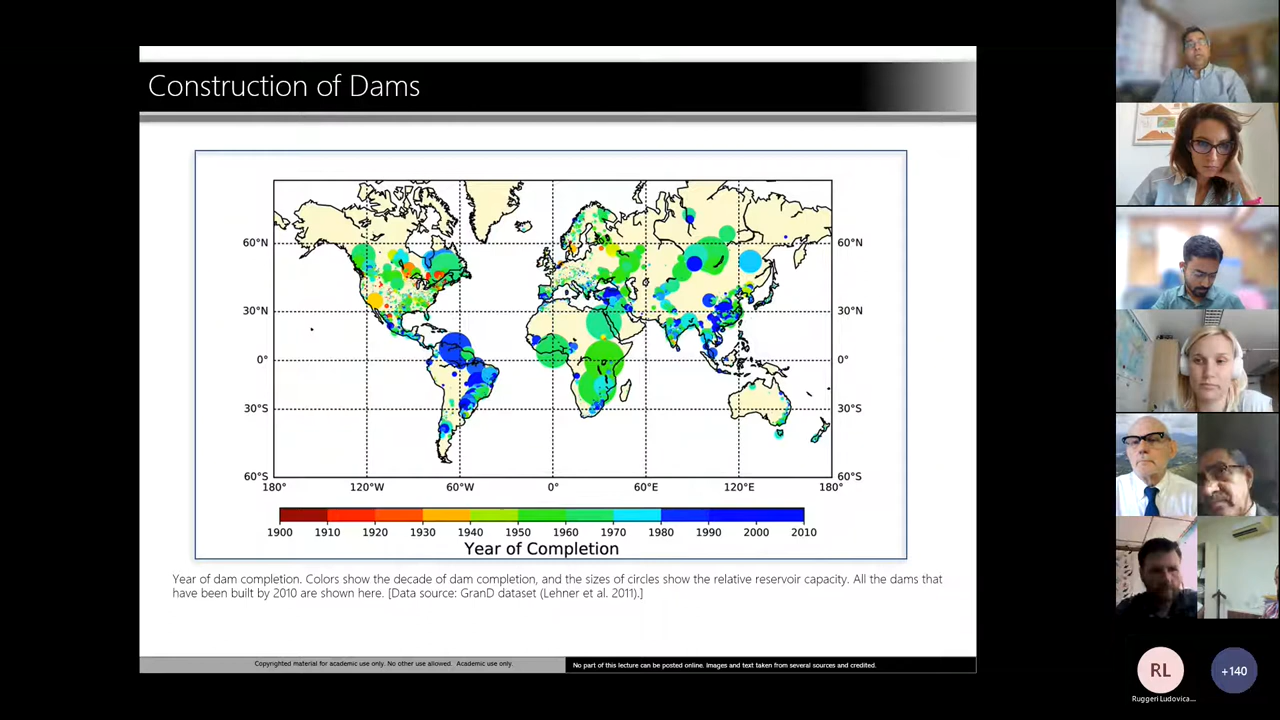 Construction of Dams
60°N
60°N
30°N
30°N
0°
0°
30°S
30°S
60°S
60°S
180°
120°W
60°W
0°
60°E
120°E
180°
1900
1910
1920
1930
1940
1950
1960
1970
1980
1990
2000
2010
Year of Completion
Year of dam completion. Colors show the decade of dam completion, and the sizes of circles show the relative reservoir capacity. All the dams that
have been built by 2010 are shown here. [Data source: GranD dataset (Lehner et al. 2011).]
Copyrighted material for academic use only. No other use allowed. Academic use only.
No part of this lecture can be posted online. Images and text taken from several sources and credited.
RL
+140
Ruggeri Ludovica...